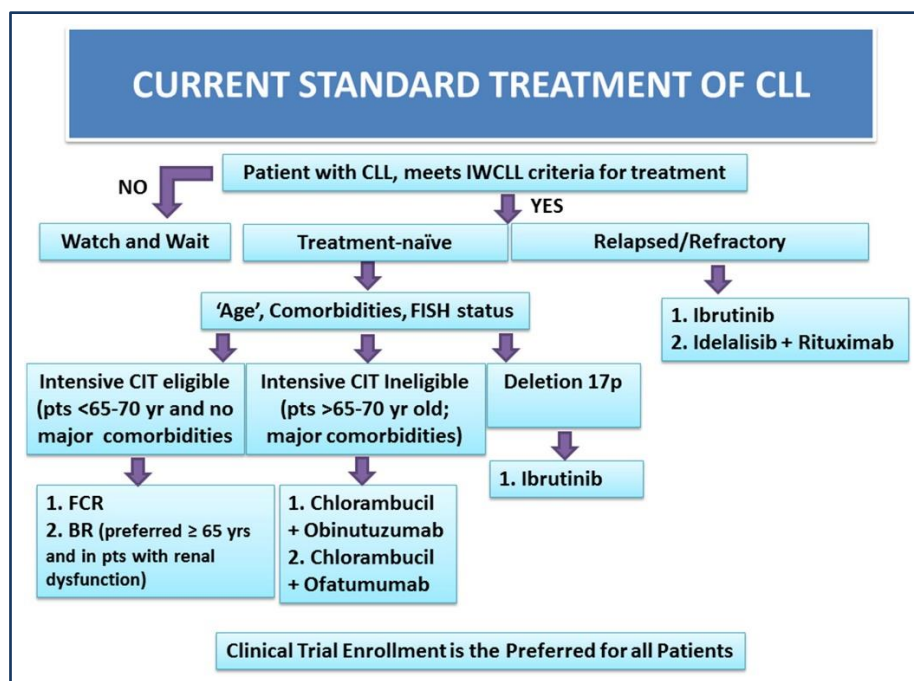 CURRENT STANDARD TREATMENT OF CLL
Patient with CLL, meets IWCLL criteria for treatment
NO
YES
Watch and Wait
Treatment-naïve
Relapsed/Refractory
‘Age’, Comorbidities, FISH status
1. Ibrutinib
2. Idelalisib + Rituximab
Intensive CIT eligible
(pts <65-70 yr and no
major comorbidities
Intensive CIT Ineligible
(pts >65-70 yr old;
major comorbidities)
Deletion 17p
1. Ibrutinib
1. FCR
2. BR (preferred ≥ 65 yrs
and in pts with renal
dysfunction)
1. Chlorambucil
+ Obinutuzumab
2. Chlorambucil
+ Ofatumumab
Clinical Trial Enrollment is the Preferred for all Patients